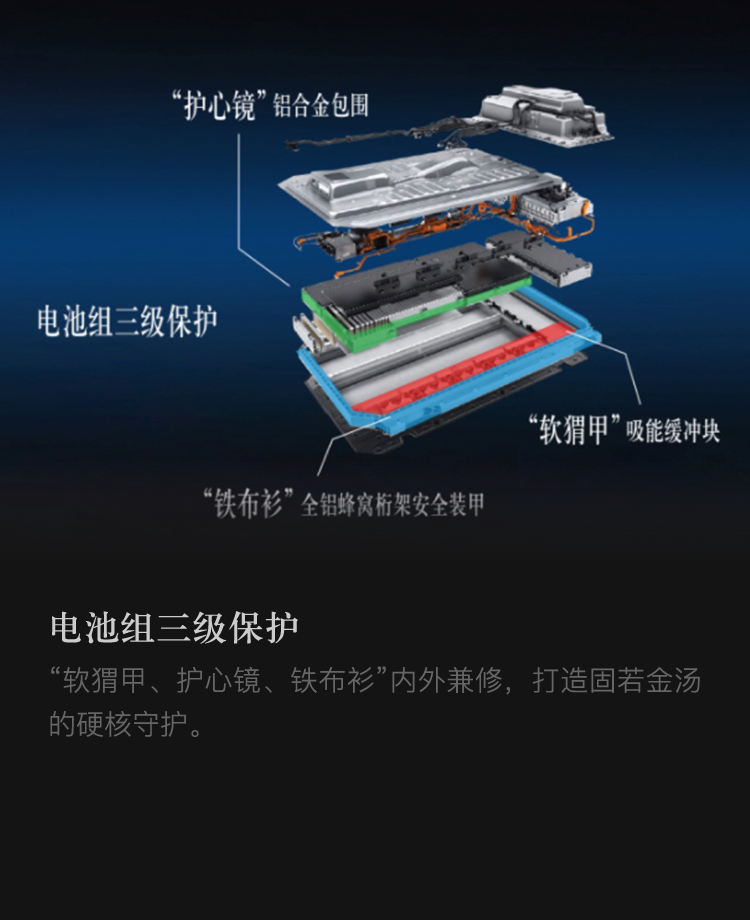 “护心镜”铝合金包围
电池组三级保护
“软猬甲”吸能缓冲块
“铁布衫”全铝蜂窝桁架安全装甲
电池组三级保护
“软猬甲、护心镜、铁布衫”内外兼修，打造固若金汤
的硬核守护。